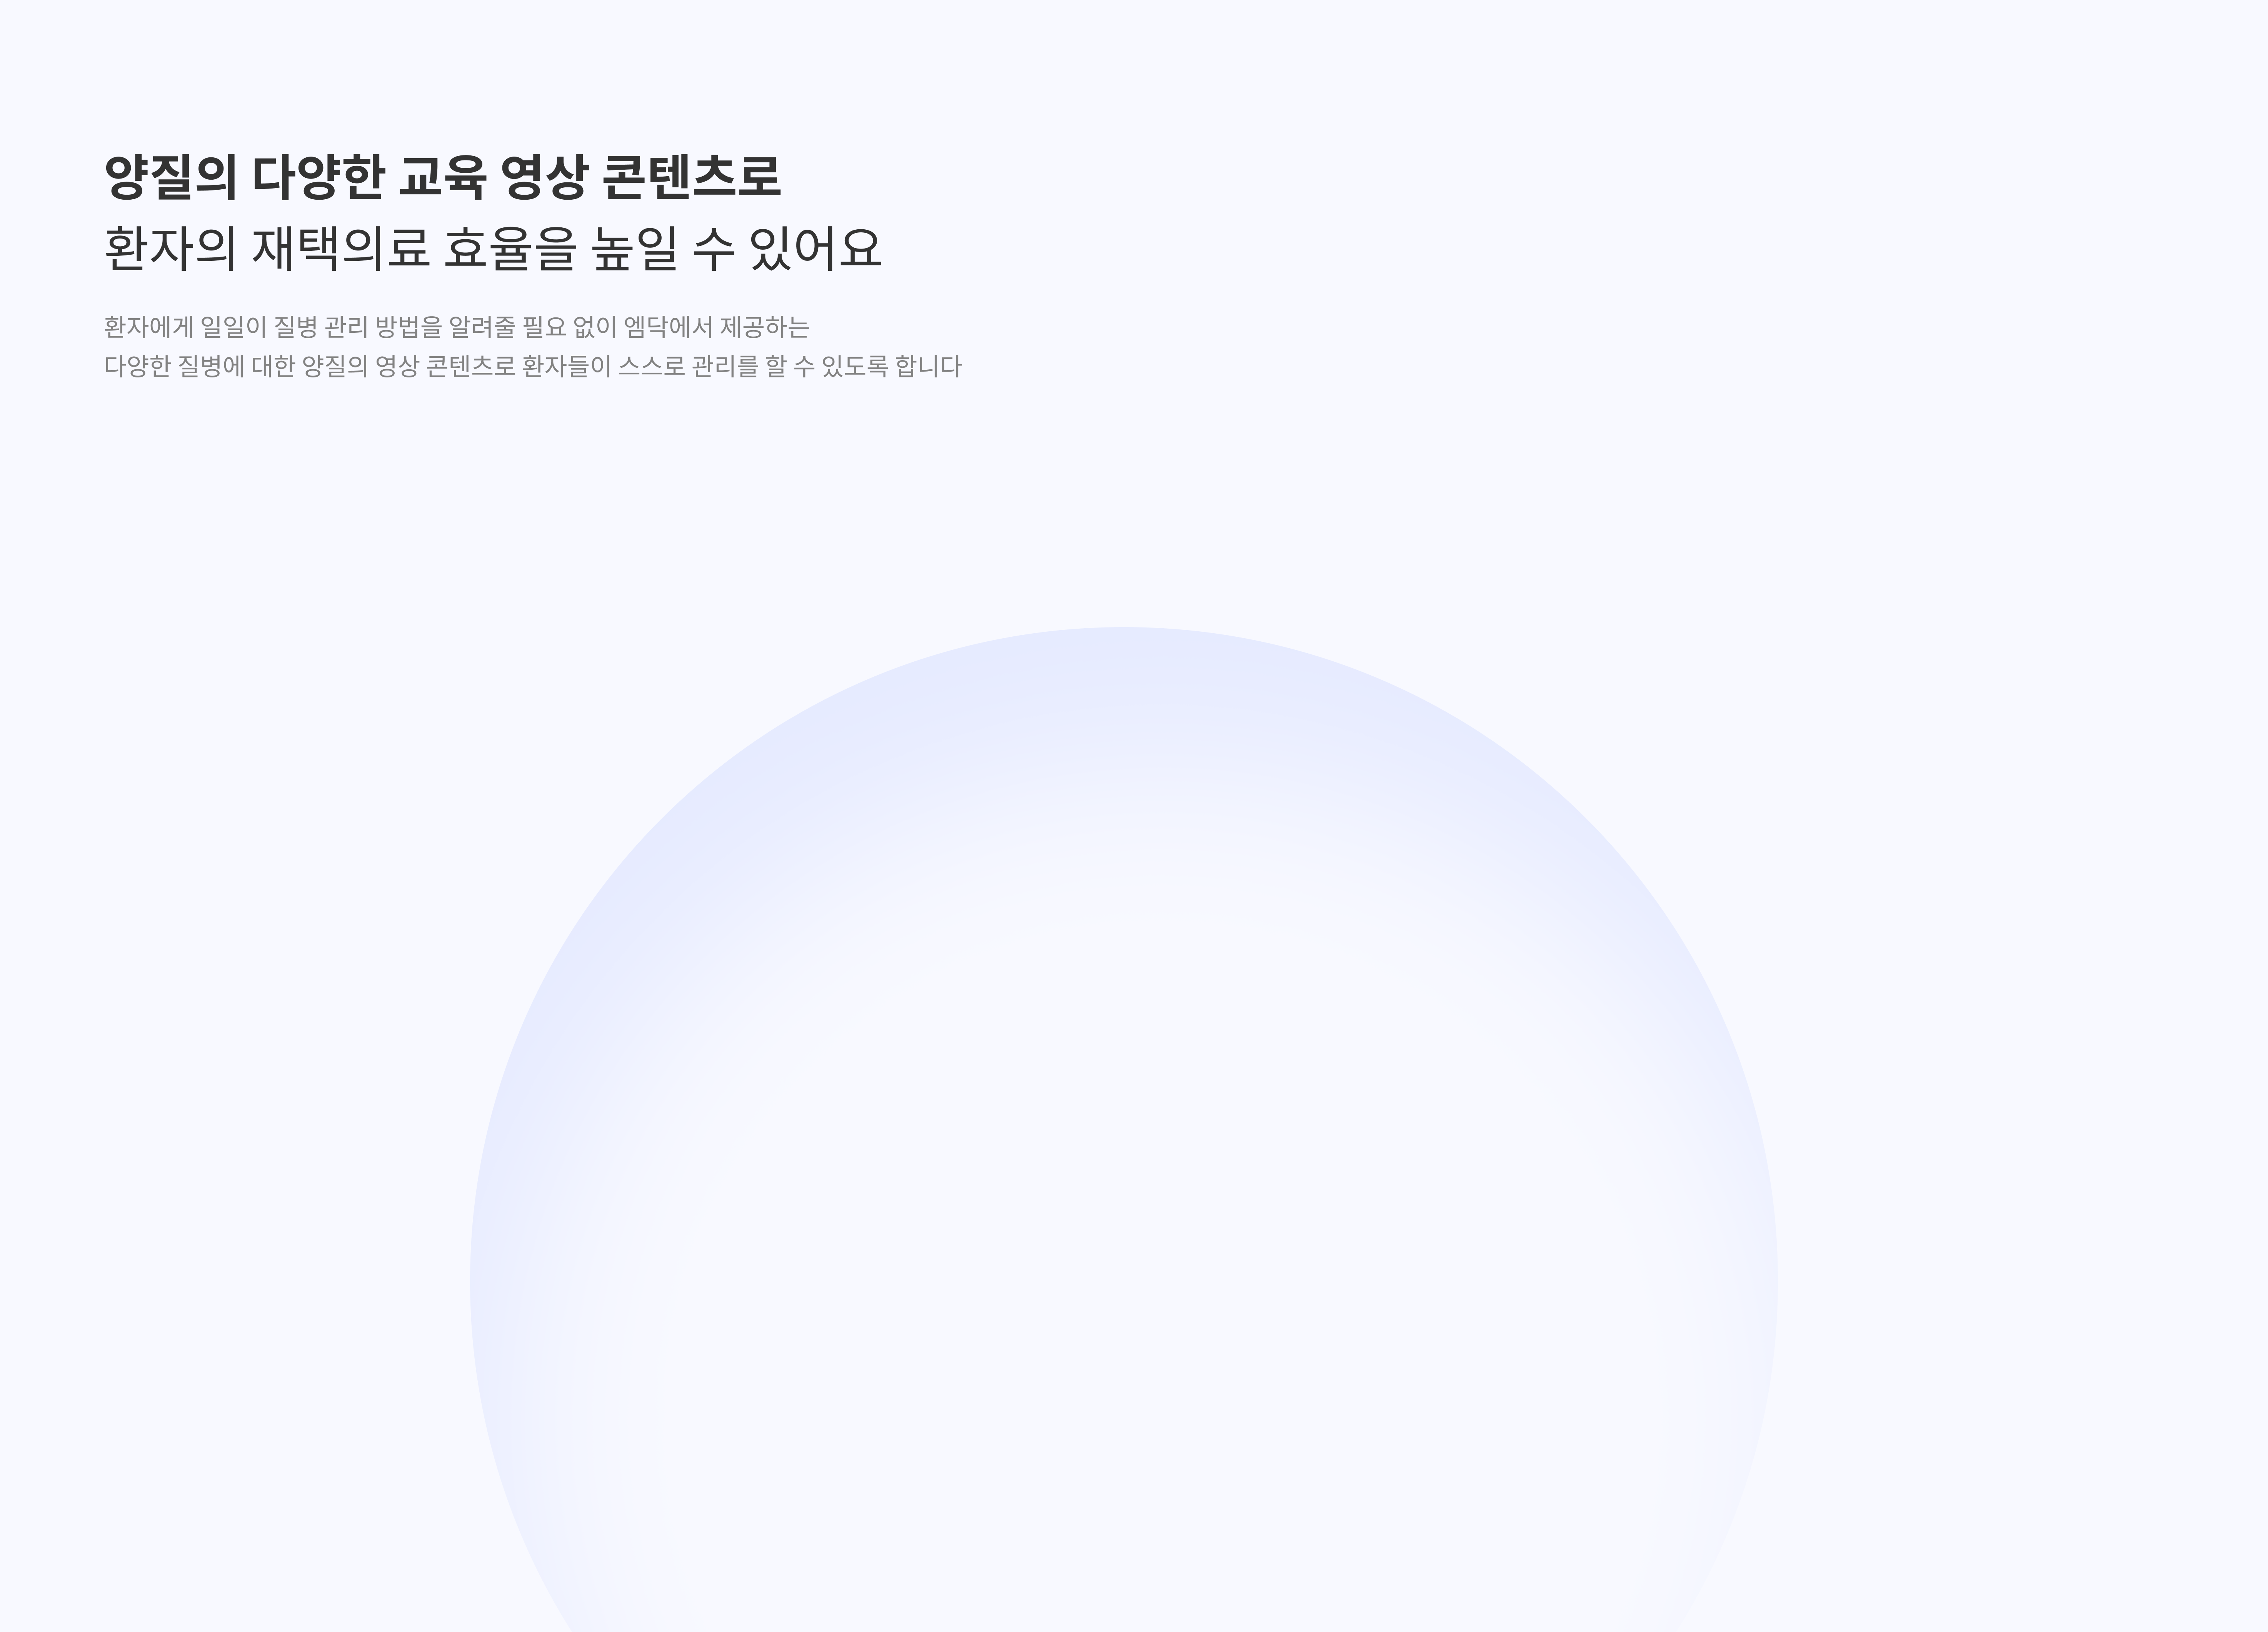 양질의 다양한 교육 영상 콘텐츠로
환자의 재택의료 효율을 높일 수 있어요
환자에게 일일이 질병 관리 방법을 알려줄 필요 없이 엠닥에서 제공하는
다양한 질병에 대한 양질의 영상 콘텐츠로 환자들이 스스로 관리를 할 수 있도록 합니다